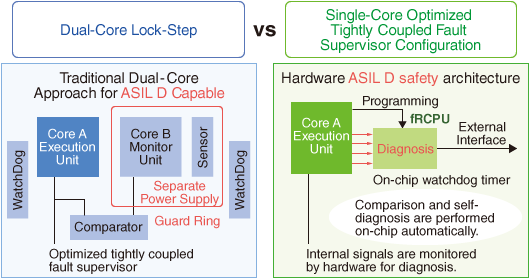 Dual-Core Lock-Step
vs
Single-Core Optimized
Tightly Coupled Fault
Supervisor Configuration
Traditional Dual-Core
Approach for ASIL D Capable
WatchDog
Core A
Execution
Unit
Core B
Monitor
Unit
Sensor
WatchDog
Separate
Power Supply
Guard Ring
Comparator
Optimized tightly coupled
fault supervisor
Hardware ASIL D safety architecture
Programming
Core A
Execution
Unit
fRCPU
Diagnosis
External
Interface
On-chip watchdog timer
Comparison and self-
diagnosis are performed
on-chip automatically.
Internal signals are monitored
by hardware for diagnosis.